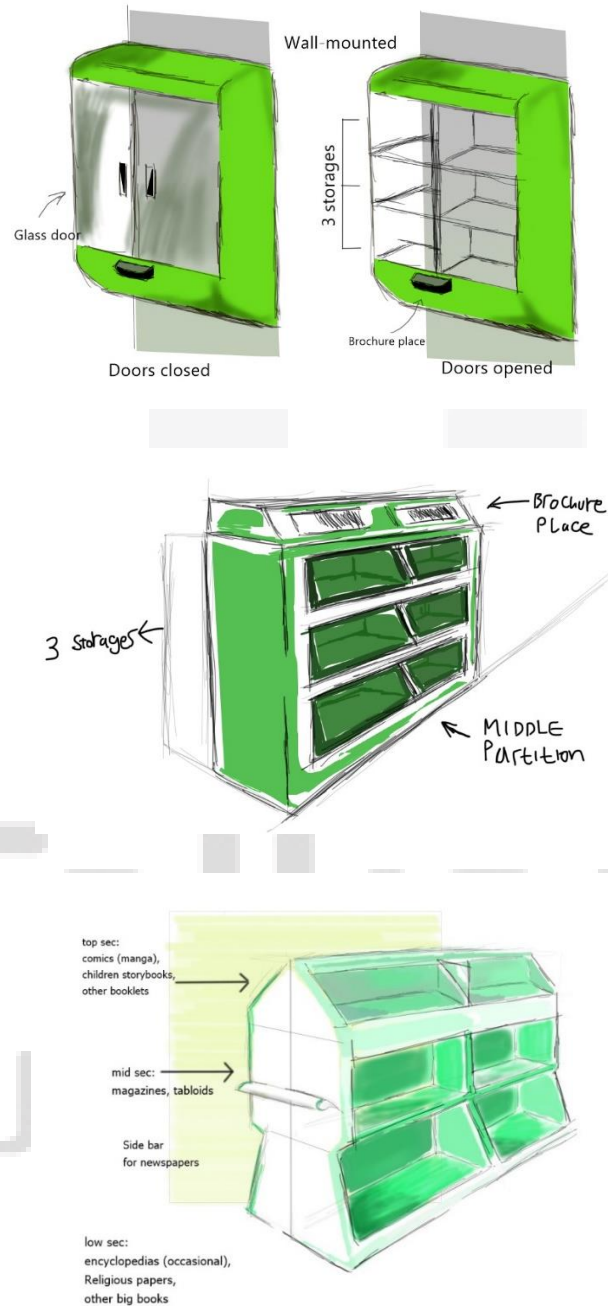 Wall-mounted
3 storages
Glass door
Brochure place
Doors closed
Doors opened
BROCHURE
PLACE
3 storages
MIDDLE
PARtition
top sec:
comics (manga),
children storybooks,
other booklets
mid sec:
magazines, tabloids
Side bar
for newspapers
low sec:
encyclopedias (occasional),
Religious papers,
other big books